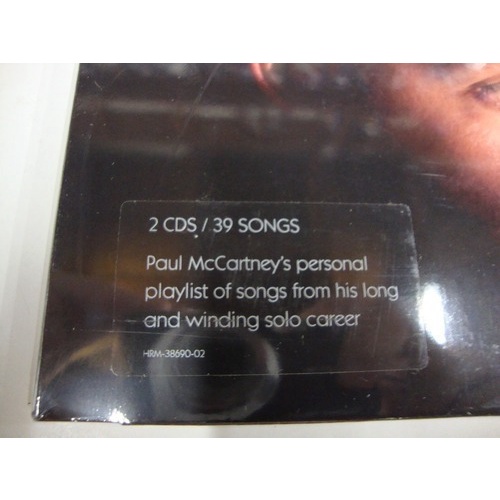 2 CDS / 39 SONGS
Paul McCartney's personal
playlist of songs from his long
and winding solo career
HRM-38690-02